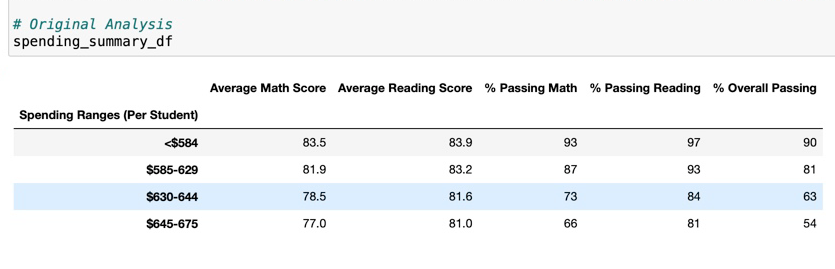 # Original Analysis
spending_summary_df
Average Math Score Average Reading Score % Passing Math % Passing Reading % Overall Passing
Spending Ranges (Per Student)
<$584 83.5 83.9 93 97 90
$585-629 81.9 83.2 87 93 81
$630-644 78.5 81.6 73 84 63
$645-675 77.0 81.0 66 81 54